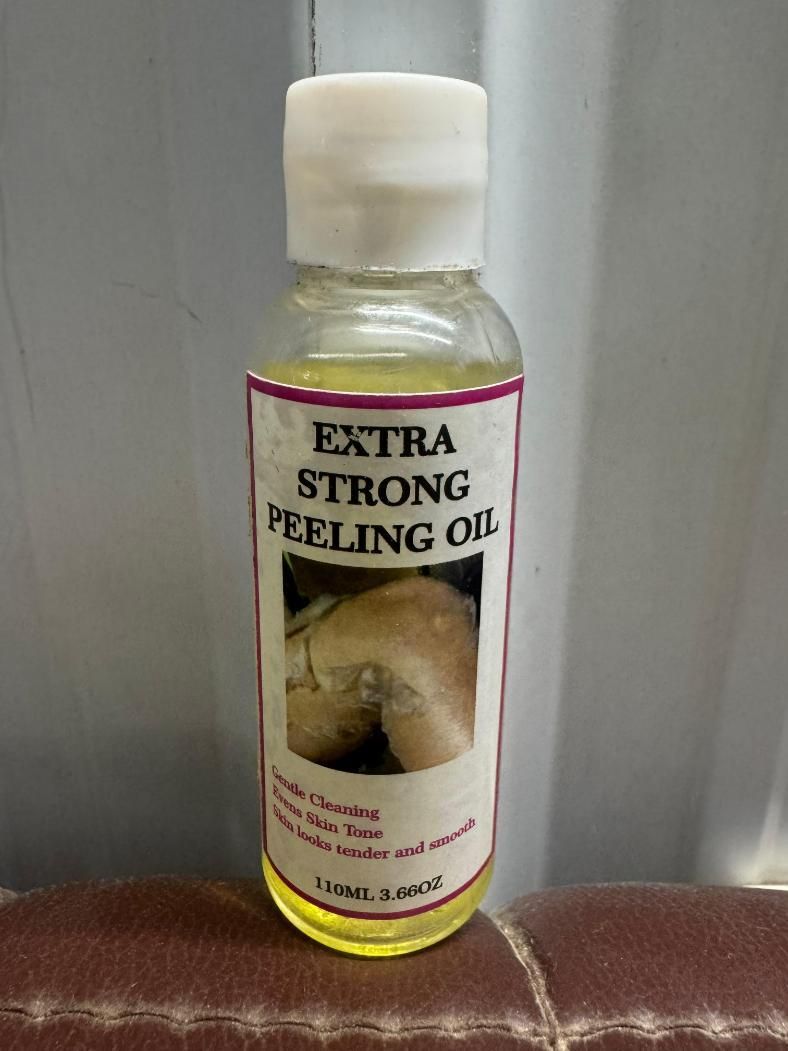 EXTRA
STRONG
PEELING OIL
Gentle Cleaning
Evens Skin Tone
Skin looks tender and smooth
110ML 3.66OZ